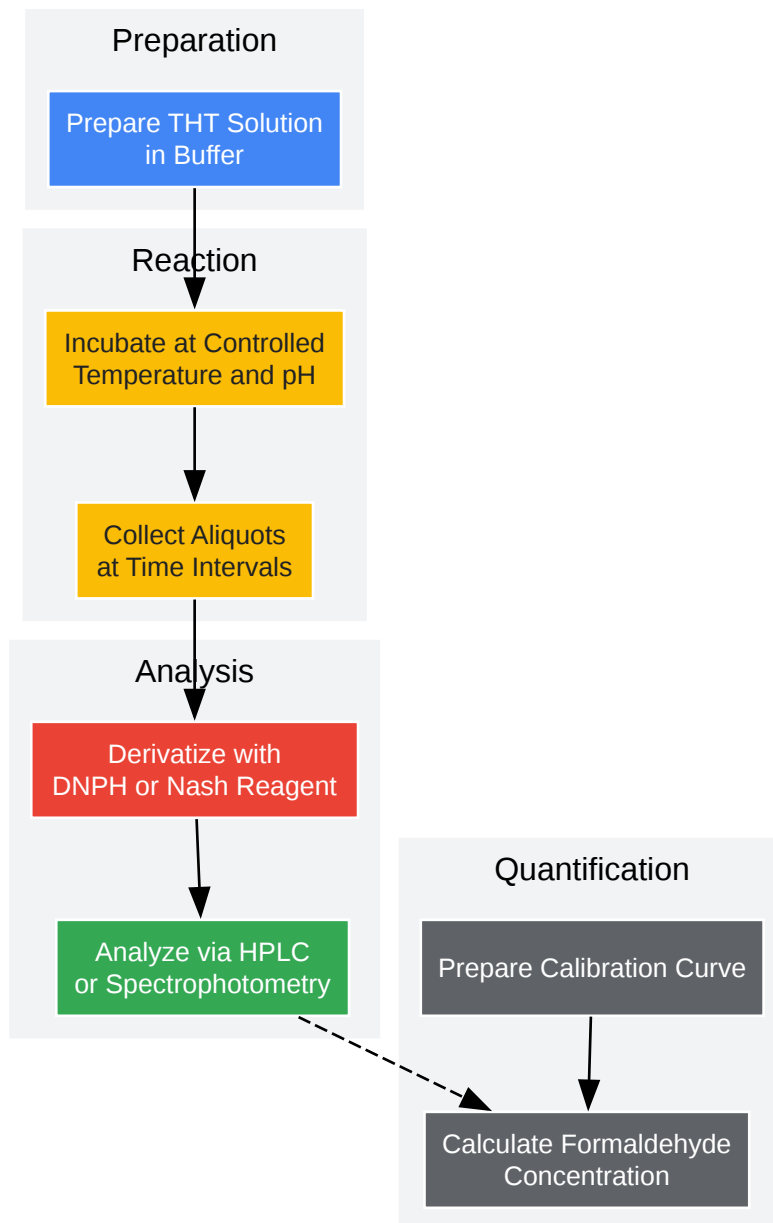 Preparation
Prepare THT Solution
in Buffer
Reaction
Incubate at Controlled
Temperature and pH
Collect Aliquots
at Time Intervals
Analysis
Derivatize with
DNPH or Nash Reagent
Analyze via HPLC
or Spectrophotometry
Quantification
Prepare Calibration Curve
Calculate Formaldehyde
Concentration